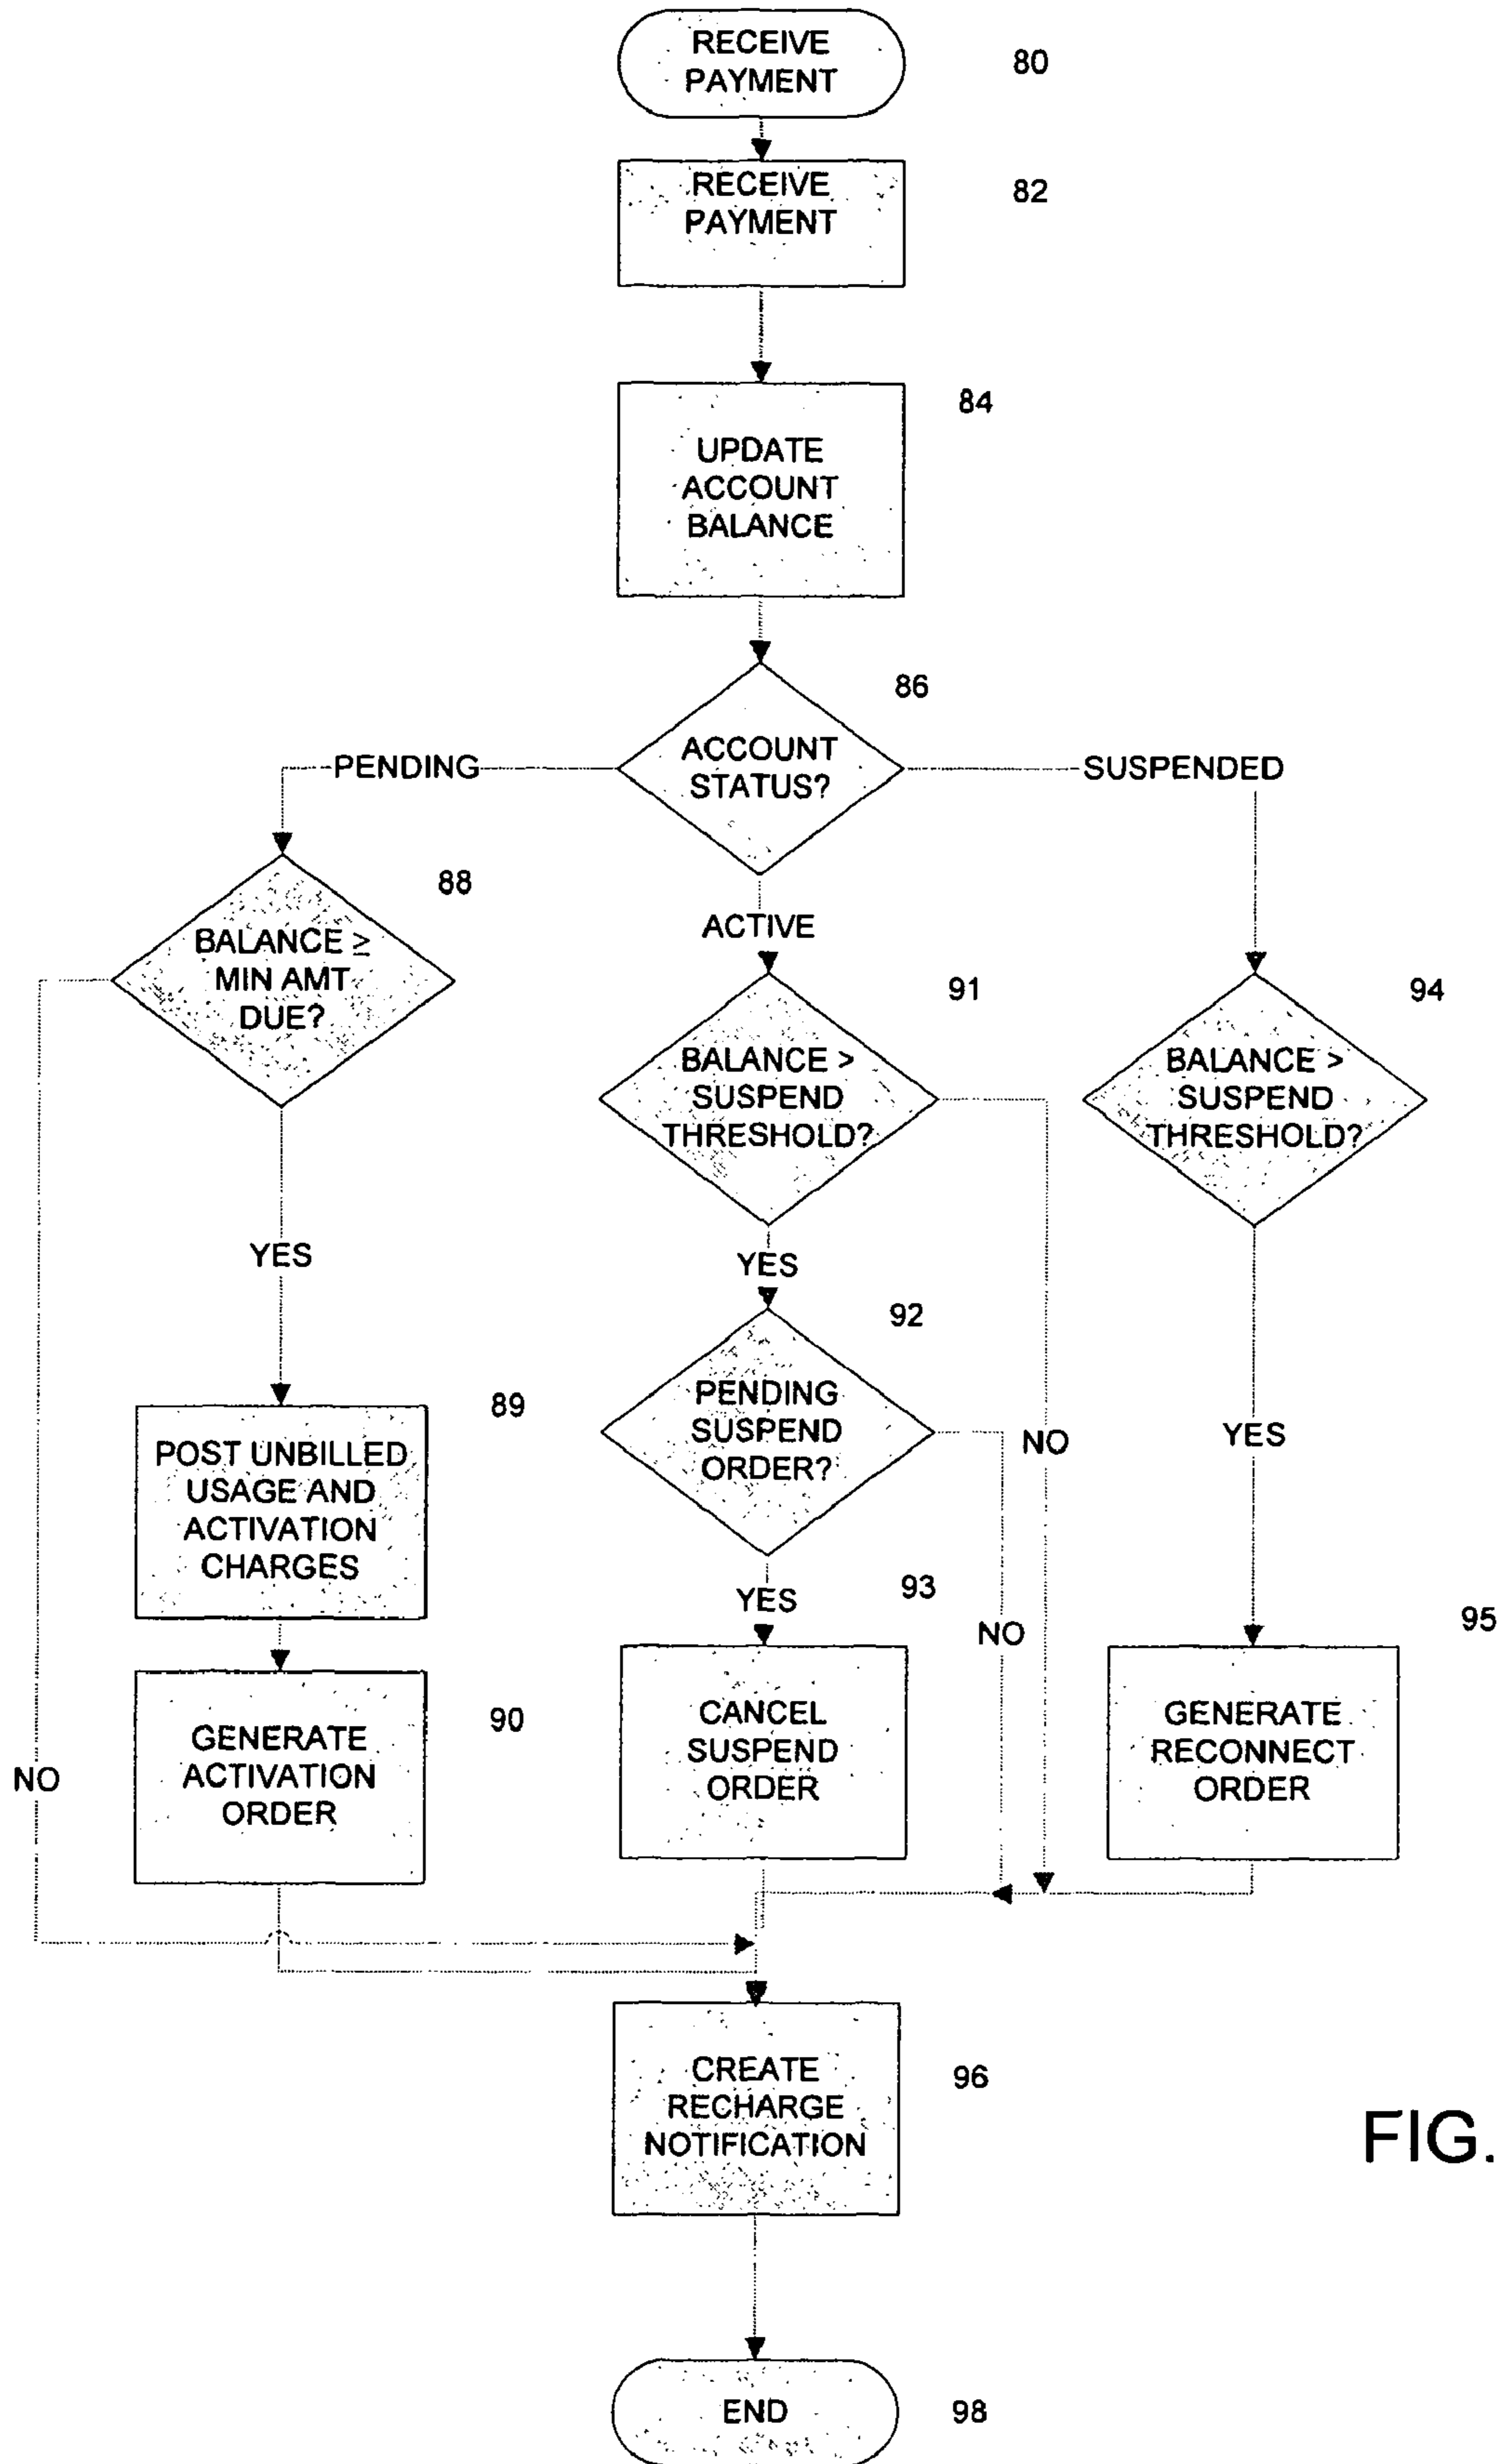 RECEIVE
PAYMENT
80
RECEIVE
PAYMENT
82
84
UPDATE
ACCOUNT
BALANCE
86
ACCOUNT
STATUS?
PENDING
SUSPENDED
88
BALANCE ≥
MIN AMT
DUE?
ACTIVE
91
BALANCE >
SUSPEND
THRESHOLD?
94
BALANCE >
SUSPEND
THRESHOLD?
YES
YES
92
89
POST UNBILLED
USAGE AND
ACTIVATION
CHARGES
PENDING
SUSPEND
ORDER?
NO
YES
YES
93
NO
95
90
GENERATE
ACTIVATION
ORDER
CANCEL
SUSPEND
ORDER
GENERATE
RECONNECT
ORDER
NO
CREATE
RECHARGE
NOTIFICATION
96
FIG.
END
98